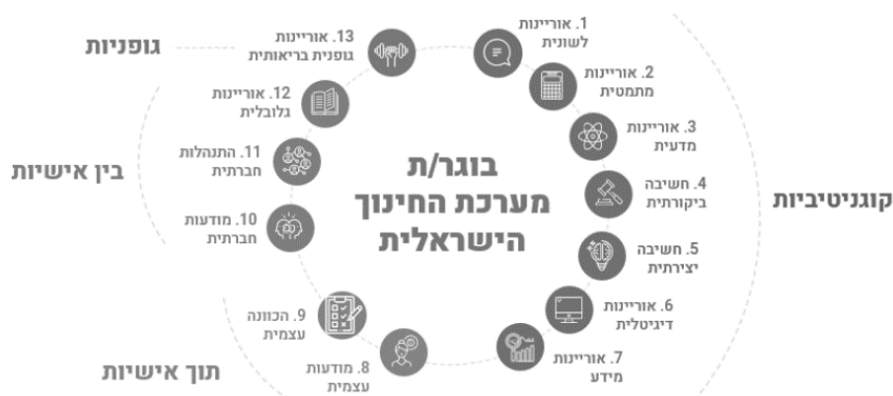 בוגר/ת
מערכת החינוך
הישראלית
קוגניטיביות
1. אוריינות
לשונית
2. אוריינות
מתמטית
3. אוריינות
מדעית
4. חשיבה
ביקורתית
5. חשיבה
יצירתית
6. אוריינות
דיגיטלית
7. אוריינות
מידע
תוך אישיות
8. מודעות
עצמית
9. הכוונה
עצמית
בין אישיות
10. מודעות
חברתית
11. התנהלות
חברתית
12. אוריינות
גלובלית
גופניות
13. אוריינות
גופנית בריאותית